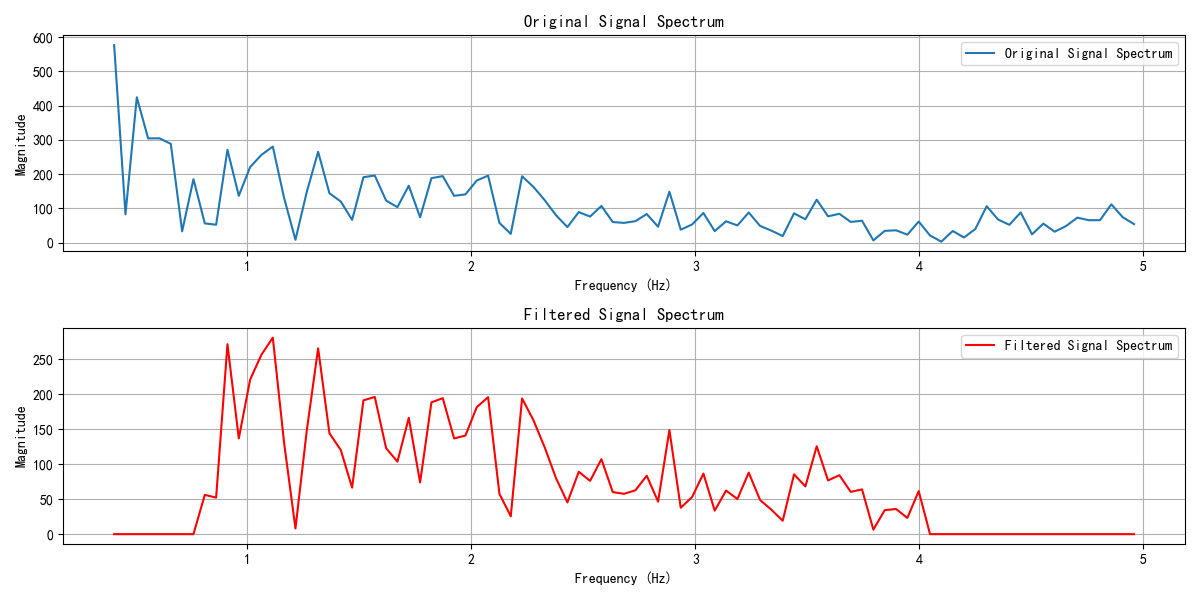 Original Signal Spectrum
600
500
400
300
200
100
0
Magnitude
Original Signal Spectrum
1 2 3 4 5
Frequency (Hz)
Filtered Signal Spectrum
250
200
150
100
50
0
Magnitude
Filtered Signal Spectrum
1 2 3 4 5
Frequency (Hz)